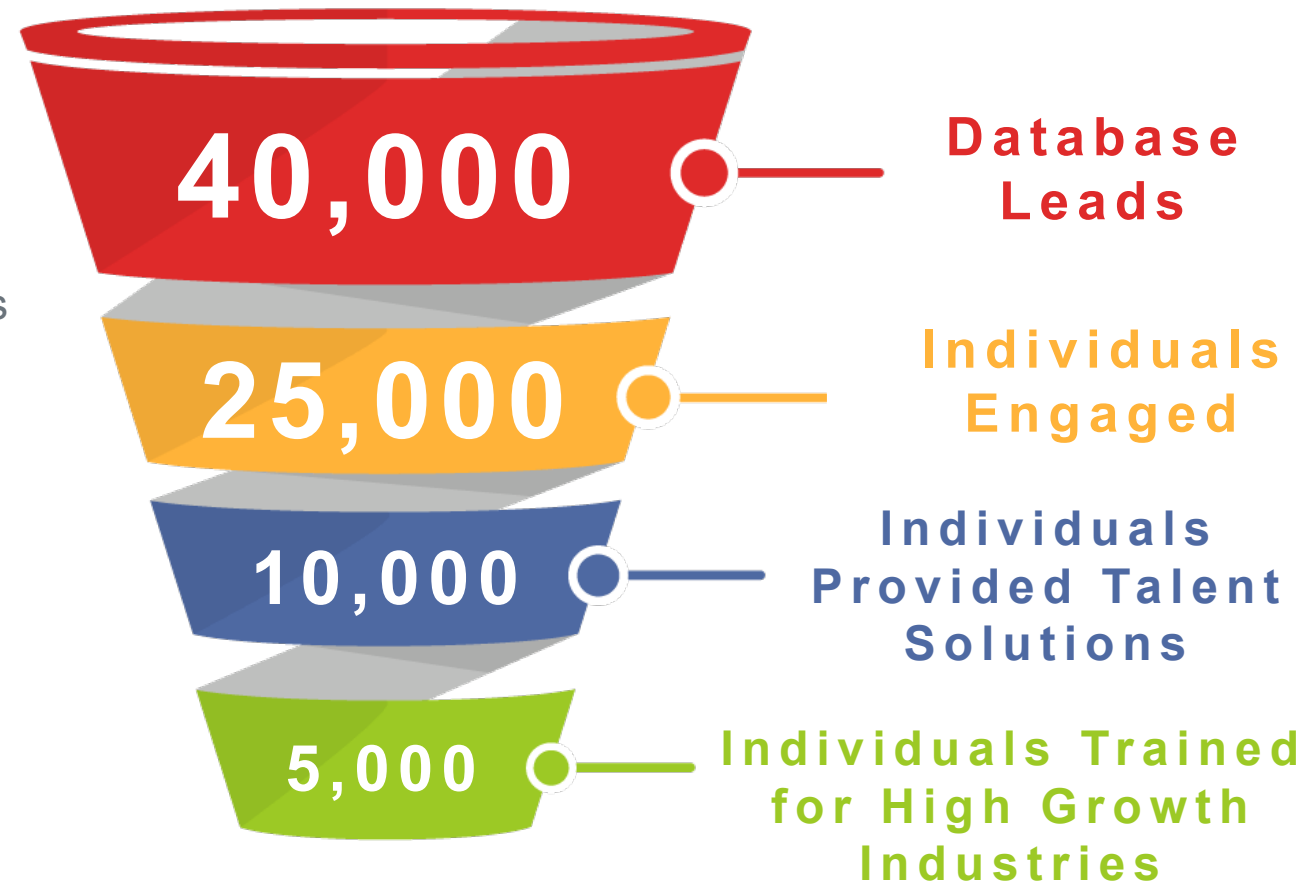 40,000
Database
Leads
s
25,000
Individuals
Engaged
10,000
Individuals
Provided Talent
Solutions
5,000
Individuals Trained
for High Growth
Industries